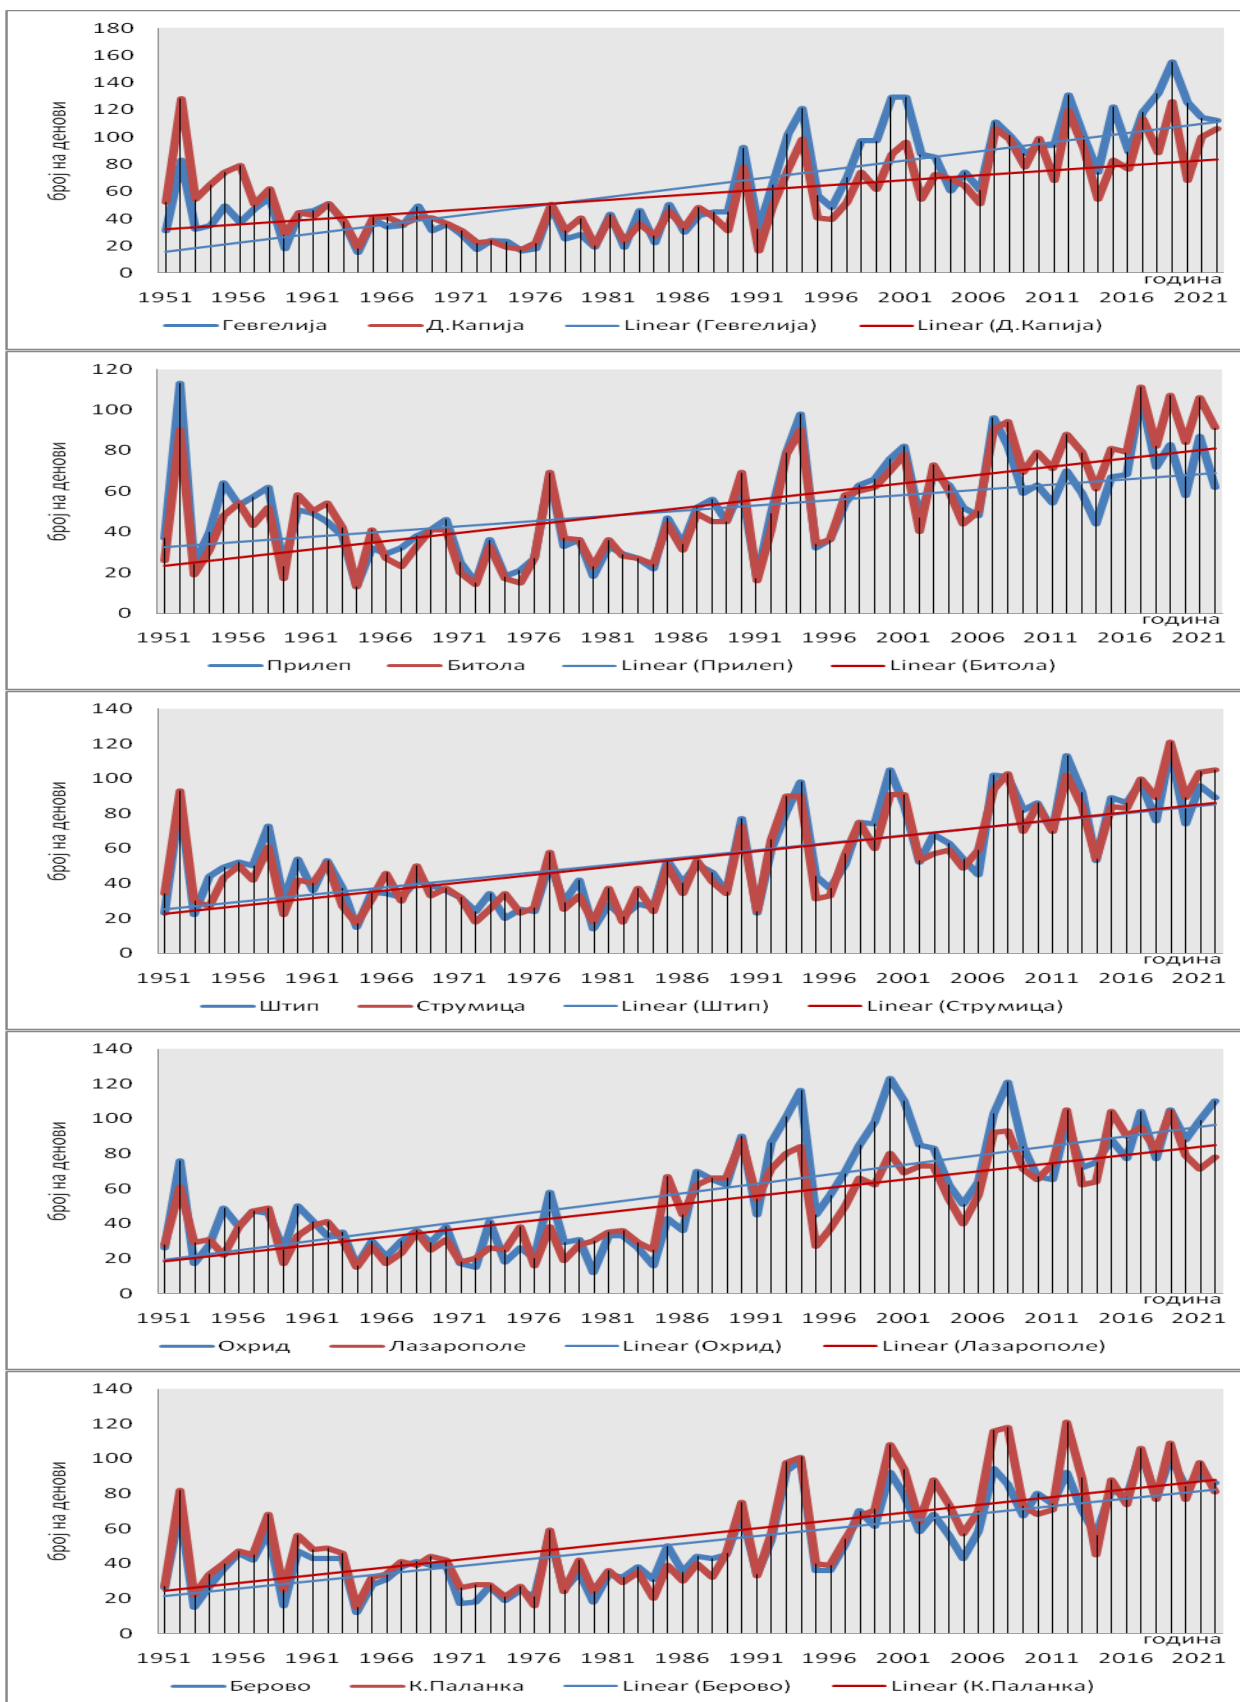 180
160
140
120
100
80
60
40
20
0
број на денови
година
1951 1956 1961 1966 1971 1976 1981 1986 1991 1996 2001 2006 2011 2016 2021
Гевгелија Д.Капија Linear (Гевгелија) Linear (Д.Капија)
120
100
80
60
40
20
0
број на денови
1951 1956 1961 1966 1971 1976 1981 1986 1991 1996 2001 2006 2011 2016 2021
Прилеп Битола Linear (Прилеп) Linear (Битола)
140
120
100
80
60
40
20
0
број на денови
година
1951 1956 1961 1966 1971 1976 1981 1986 1991 1996 2001 2006 2011 2016 2021
Штип Струмица Linear (Штип) Linear (Струмица)
140
120
100
80
60
40
20
0
број на денови
година
1951 1956 1961 1966 1971 1976 1981 1986 1991 1996 2001 2006 2011 2016 2021
Охрид Лазарополе Linear (Охрид) Linear (Лазарополе)
140
120
100
80
60
40
20
0
број на денови
година
1951 1956 1961 1966 1971 1976 1981 1986 1991 1996 2001 2006 2011 2016 2021
Берово К.Паланка Linear (Берово) Linear (К.Паланка)